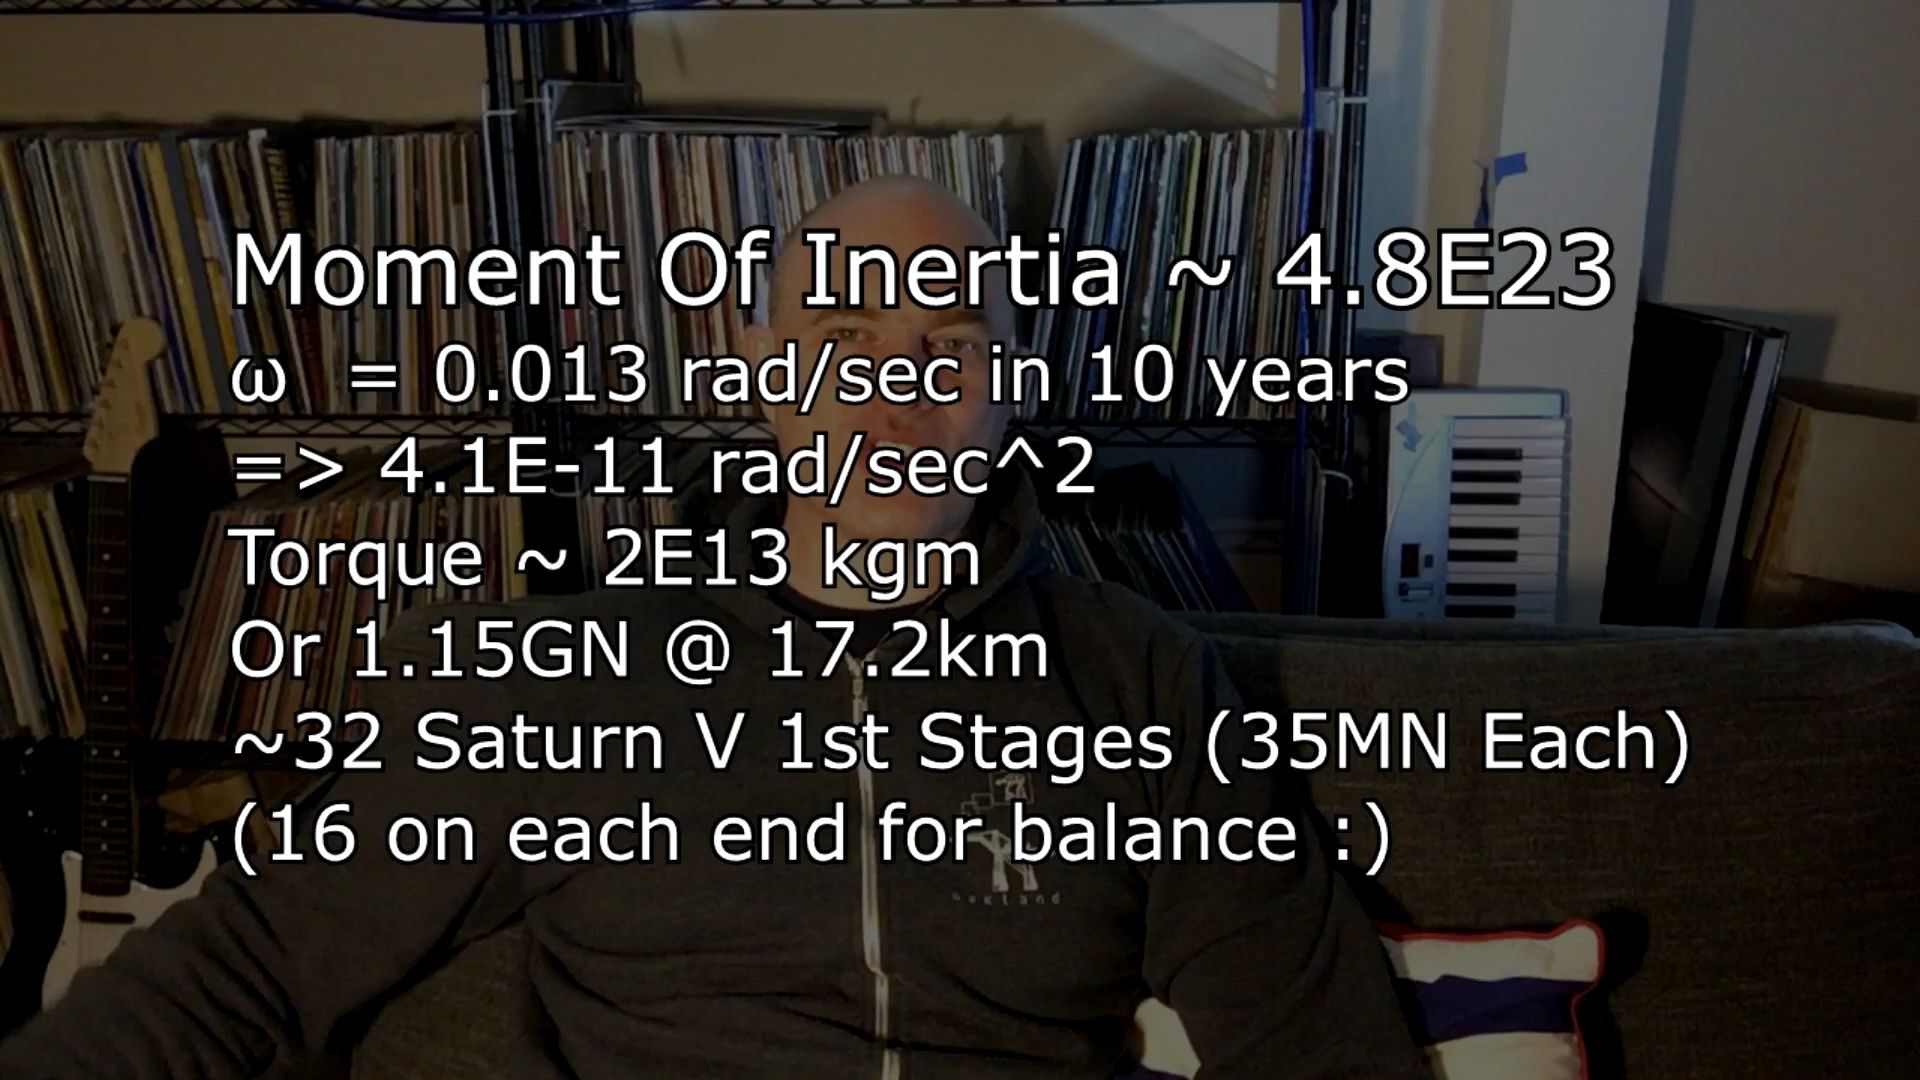 Moment Of Inertia ~ 4.8E23
ω = 0.013 rad/sec in 10 years
=> 4.1E-11 rad/sec^2
Torque ~ 2E13 kgm
Or 1.15GN @ 17.2km
~32 Saturn V 1st Stages (35MN Each)
(16 on each end for balance :)
oakland